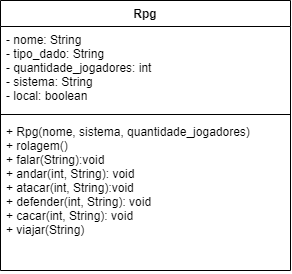 Rpg
- nome: String
- tipo_dado: String
- quantidade_jogadores: int
- sistema: String
- local: boolean
+ Rpg(nome, sistema, quantidade_jogadores)
+ rolagem()
+ falar(String):void
+ andar(int, String): void
+ atacar(int, String):void
+ defender(int, String): void
+ cacar(int, String): void
+ viajar(String)